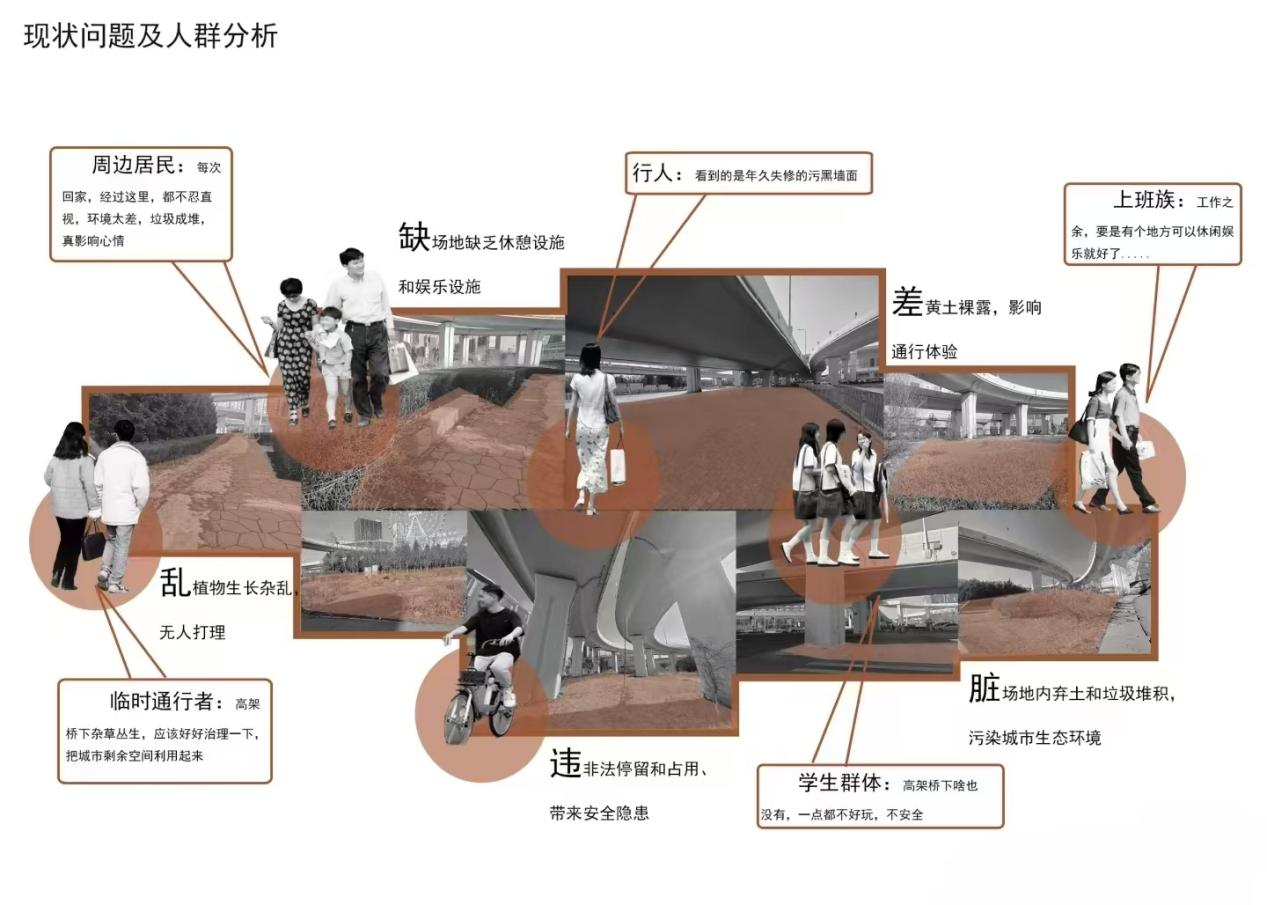 现状问题及人群分析
周边居民：每次
回家，经过这里，都不忍直
视，环境太差，垃圾成堆，
真影响心情
行人：看到的是年久失修的污黑墙面
上班族：工作之
余，要是有个地方可以休闲娱
乐就好了.....
缺场地缺乏休憩设施
和娱乐设施
差黄土裸露，影响
通行体验
乱植物生长杂乱，
无人打理
临时通行者：高架
桥下杂草丛生，应该好好治理一下，
把城市剩余空间利用起来
违非法停留和占用、
带来安全隐患
脏场地内弃土和垃圾堆积，
污染城市生态环境
学生群体：高架桥下啥也
没有，一点都不好玩，不安全